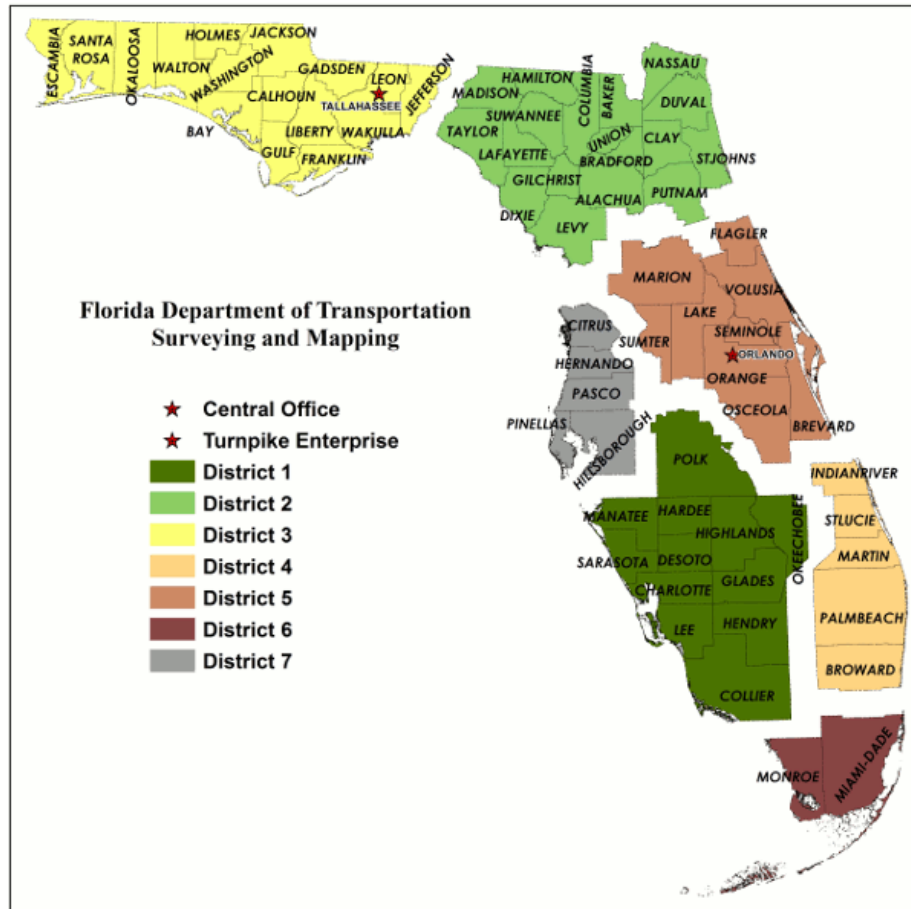 ESCAMBIA
SANTA
ROSA
OKALOOSA
WALTON
HOLMES
JACKSON
WASHINGTON
BAY
CALHOUN
GADSDEN
LEON
TALLAHASSEE
JEFFERSON
LIBERTY
WAKULLA
GULF
FRANKLIN
HAMILTON
MADISON
COLUMBIA
BAKER
NASSAU
DUVAL
SUWANNEE
TAYLOR
UNION
CLAY
LAFAYETTE
BRADFORD
STJOHNS
GILCHRIST
ALACHUA
PUTNAM
DIXIE
LEVY
FLAGLER
MARION
VOLUSIA
LAKE
SEMINOLE
SUMTER
ORLANDO
ORANGE
OSCEOLA
BREVARD
CITRUS
HERNANDO
PASCO
PINELLAS
HILLSBOROUGH
POLK
MANATEE
HARDEE
HIGHLANDS
OKEECHOBEE
SARASOTA
DESOTO
CHARLOTTE
GLADES
LEE
HENDRY
COLLIER
INDIANRIVER
STLUCIE
MARTIN
PALMBEACH
BROWARD
MONROE
MIAMI-DADE
Florida Department of Transportation
Surveying and Mapping
Central Office
Turnpike Enterprise
District 1
District 2
District 3
District 4
District 5
District 6
District 7